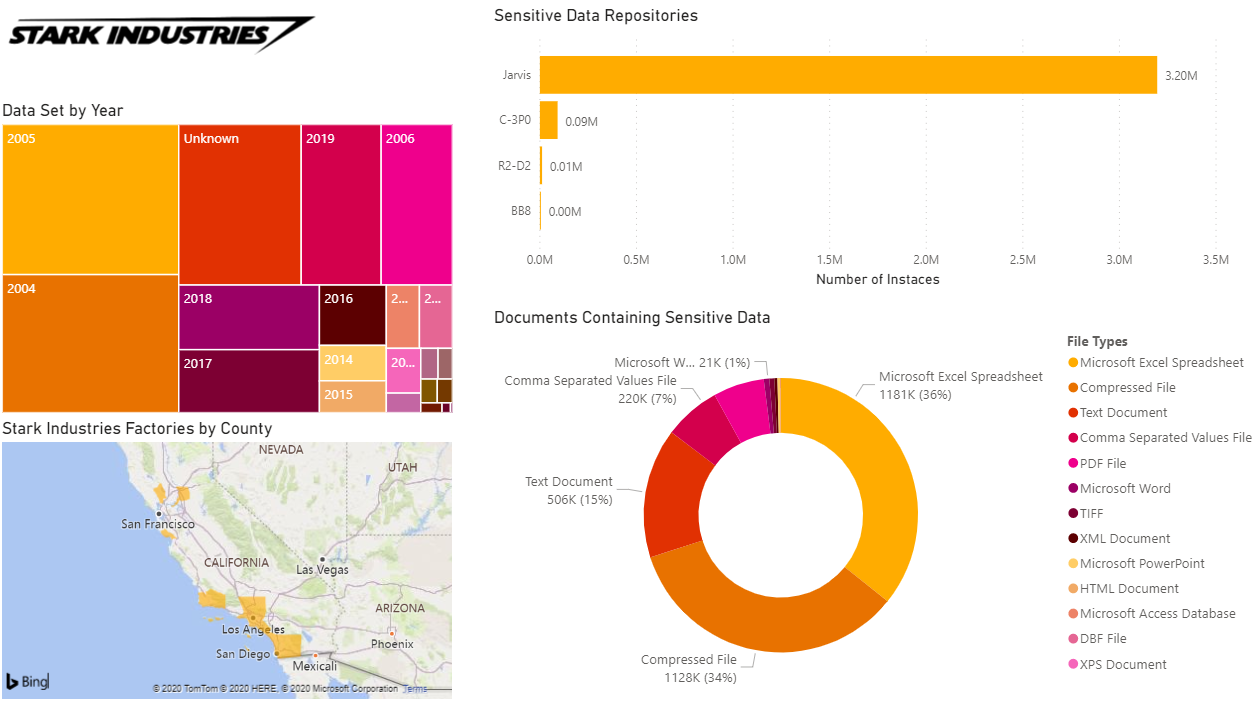 STARK INDUSTRIES
Data Set by Year
2005
Unknown
2019
2006
2004
2018
2016
2...
2...
2017
2014
20...
2015
Stark Industries Factories by County
NEVADA
UTAH
San Francisco
CALIFORNIA
Las Vegas
ARIZONA
Los Angeles
Phoenix
San Diego
Mexicali
Bing
© 2020 TomTom © 2020 HERE, © 2020 Microsoft Corporation Terms
Sensitive Data Repositories
Jarvis
3.20M
C-3P0
0.09M
R2-D2
0.01M
BB8
0.00M
0.0M 0.5M 1.0M 1.5M 2.0M 2.5M 3.0M 3.5M
Number of Instaces
Documents Containing Sensitive Data
Microsoft W... 21K (1%)
Comma Separated Values File
220K (7%)
Microsoft Excel Spreadsheet
1181K (36%)
Text Document
506K (15%)
Compressed File
1128K (34%)
File Types
Microsoft Excel Spreadsheet
Compressed File
Text Document
Comma Separated Values File
PDF File
Microsoft Word
TIFF
XML Document
Microsoft PowerPoint
HTML Document
Microsoft Access Database
DBF File
XPS Document